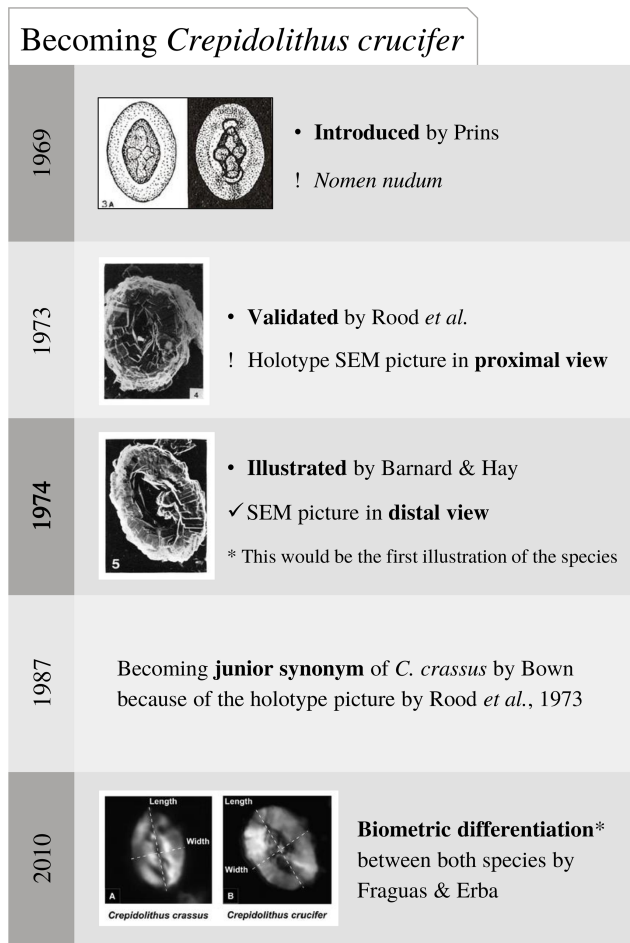 Becoming Crepidolithus crucifer
1969
3A
• Introduced by Prins
! Nomen nudum
1973
4
• Validated by Rood et al.
! Holotype SEM picture in proximal view
1974
5
• Illustrated by Barnard & Hay
✓ SEM picture in distal view
* This would be the first illustration of the species
1987
Becoming junior synonym of C. crassus by Bown
because of the holotype picture by Rood et al., 1973
2010
Length
Width
A
Crepidolithus crassus
Length
Width
B
Crepidolithus crucifer
Biometric differentiation*
between both species by
Fraguas & Erba